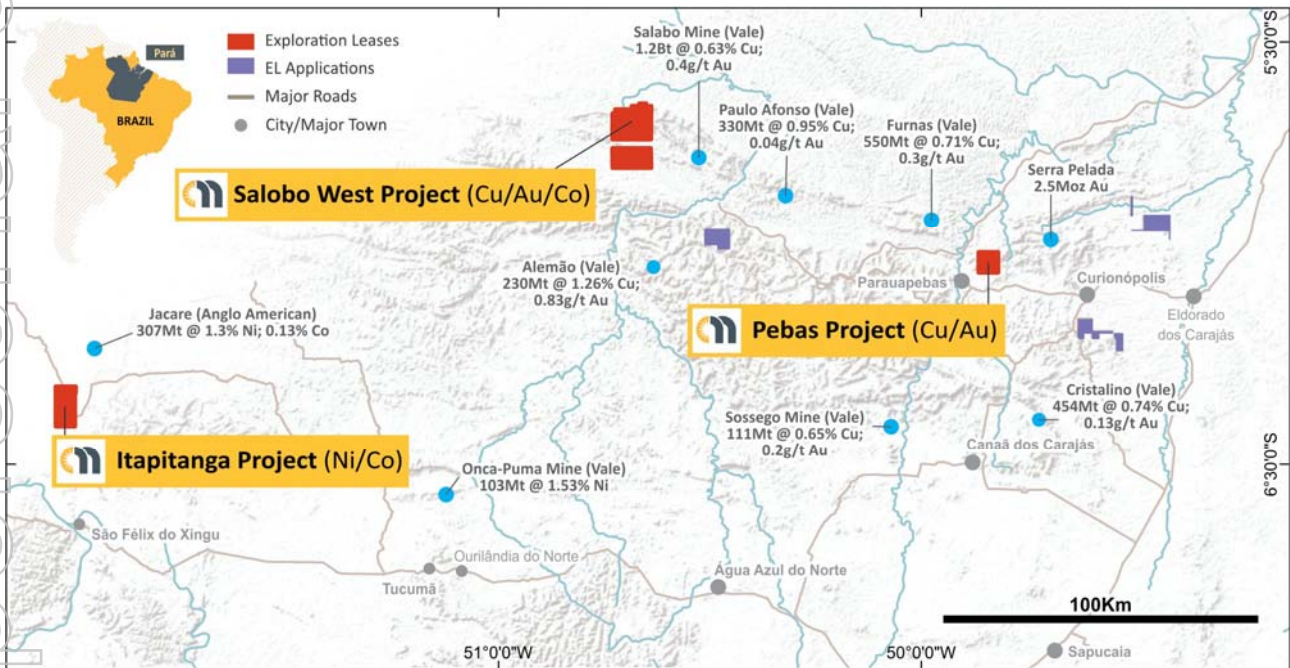 Pará
BRAZIL
Exploration Leases
EL Applications
Major Roads
City/Major Town
Salabo Mine (Vale)
1.2Bt @ 0.63% Cu;
0.4g/t Au
Paulo Afonso (Vale)
330Mt @ 0.95% Cu;
0.04g/t Au
Furnas (Vale)
550Mt @ 0.71% Cu;
0.3g/t Au
Serra Pelada
2.5Moz Au
5°30'0"S
Salobo West Project (Cu/Au/Co)
Alemão (Vale)
230Mt @ 1.26% Cu;
0.83g/t Au
Parauapebas
Curionópolis
Eldorado
dos Carajás
Jacare (Anglo American)
307Mt @ 1.3% Ni; 0.13% Co
Pebas Project (Cu/Au)
Cristalino (Vale)
454Mt @ 0.74% Cu;
0.13g/t Au
Sossego Mine (Vale)
111Mt @ 0.65% Cu;
0.2g/t Au
Canaã dos Carajás
Itapitanga Project (Ni/Co)
Onca-Puma Mine (Vale)
103Mt @ 1.53% Ni
6°30'0"S
São Félix do Xingu
Ourilândia do Norte
Tucumã
Água Azul do Norte
100Km
51°0'0"W
50°0'0"W
Sapucaia